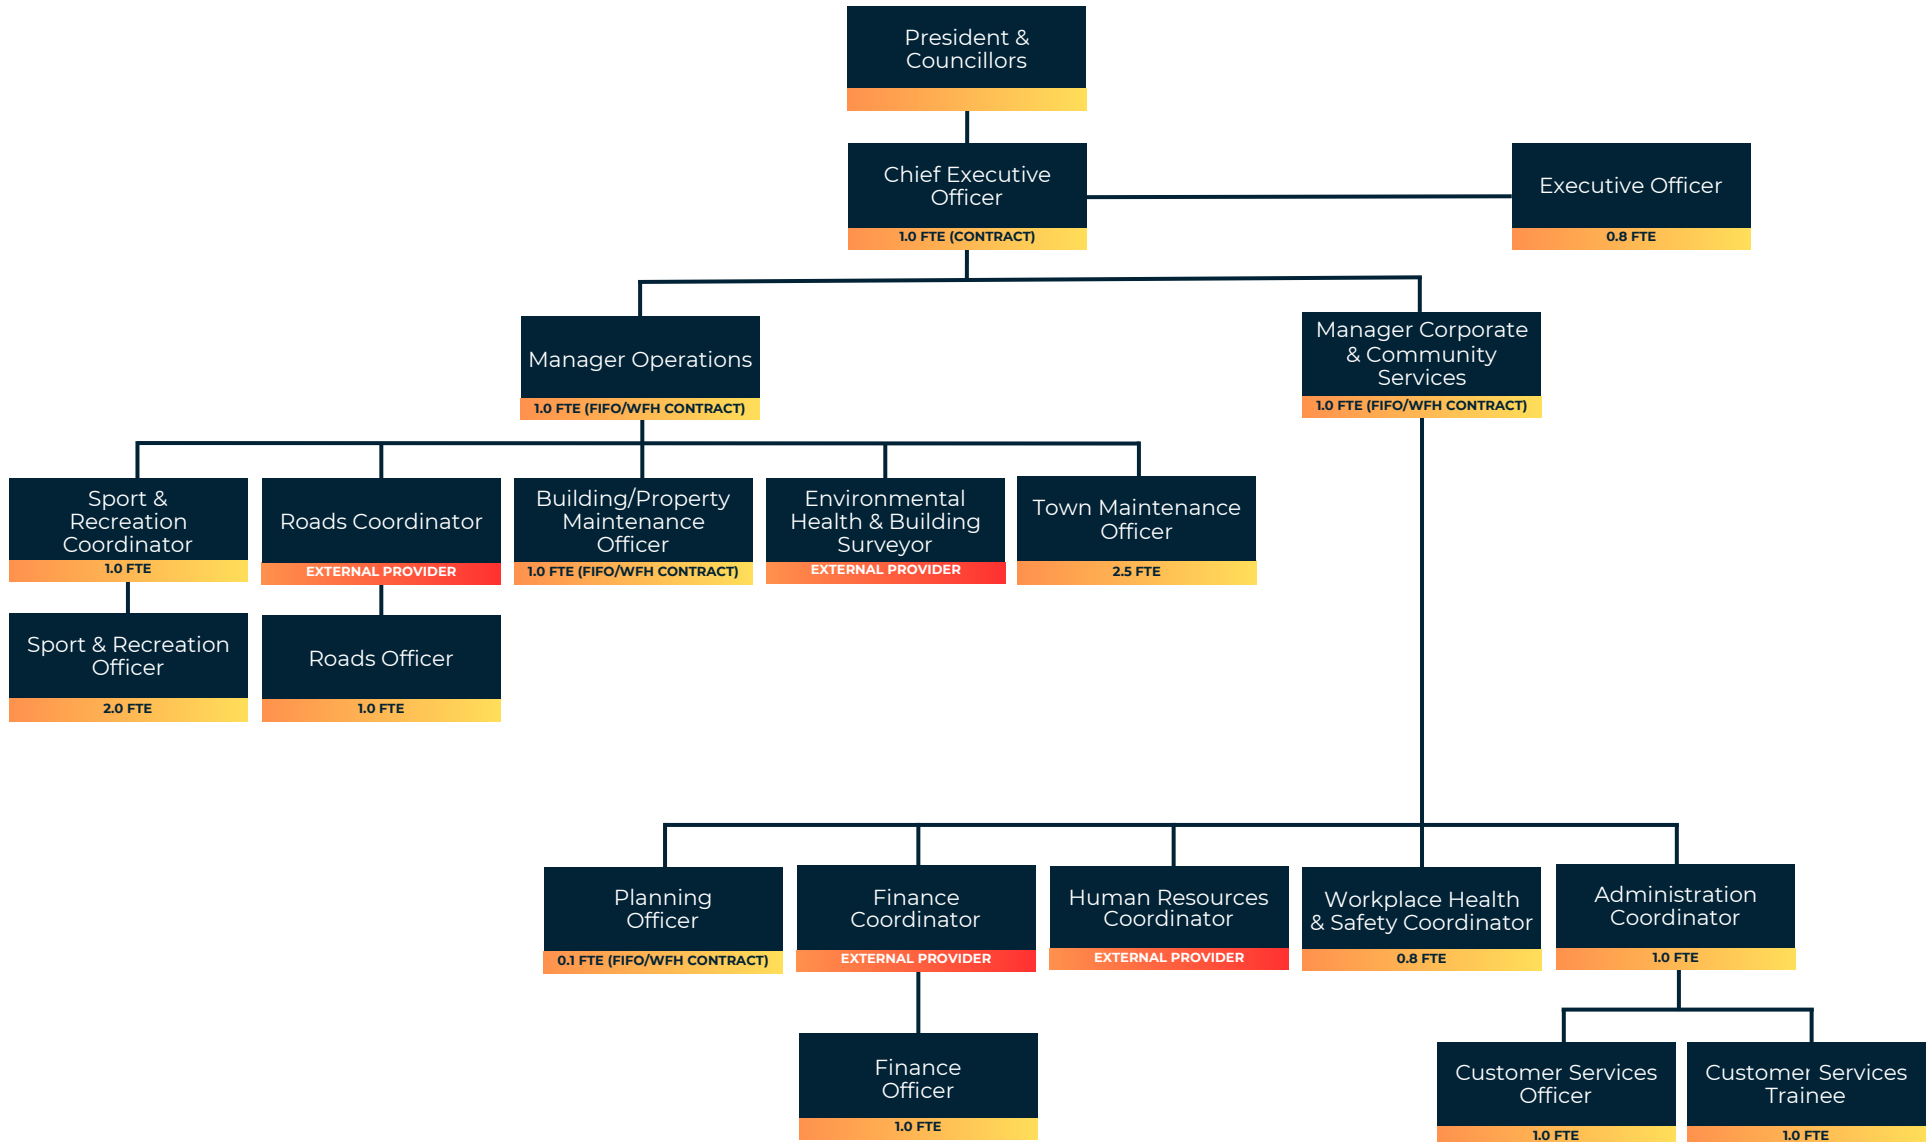 President &
Councillors
Chief Executive
Officer
1.0 FTE (CONTRACT)
Executive Officer
0.8 FTE
Manager Operations
1.0 FTE (FIFO/WFH CONTRACT)
Manager Corporate
& Community
Services
1.0 FTE (FIFO/WFH CONTRACT)
Sport &
Recreation
Coordinator
1.0 FTE
Roads Coordinator
EXTERNAL PROVIDER
Building/Property
Maintenance
Officer
1.0 FTE (FIFO/WFH CONTRACT)
Environmental
Health & Building
Surveyor
EXTERNAL PROVIDER
Town Maintenance
Officer
2.5 FTE
Sport & Recreation
Officer
2.0 FTE
Roads Officer
1.0 FTE
Planning
Officer
0.1 FTE (FIFO/WFH CONTRACT)
Finance
Coordinator
EXTERNAL PROVIDER
Human Resources
Coordinator
EXTERNAL PROVIDER
Workplace Health
& Safety Coordinator
0.8 FTE
Administration
Coordinator
1.0 FTE
Finance
Officer
1.0 FTE
Customer Services
Officer
1.0 FTE
Customer Services
Trainee
1.0 FTE